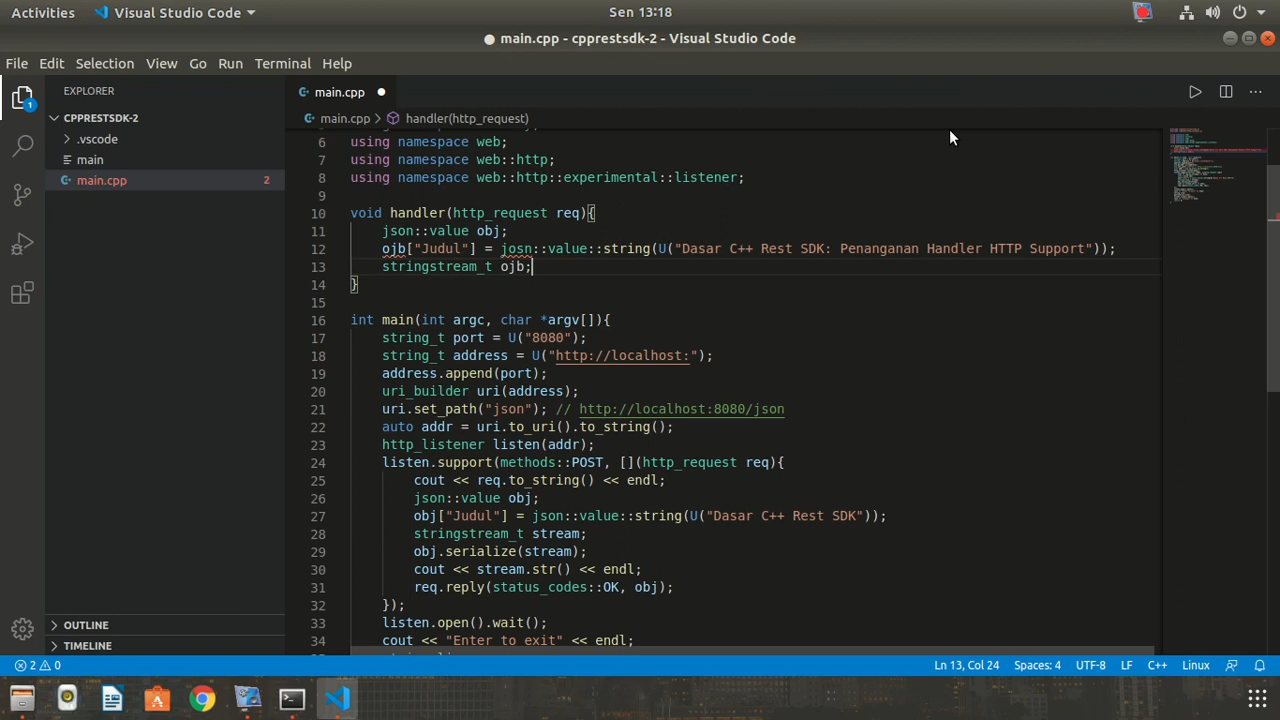 Activities Visual Studio Code Sen 13:18
● main.cpp - cpprestsdk-2 - Visual Studio Code
File Edit Selection View Go Run Terminal Help
EXPLORER
CPPRESTSDK-2
.vscode
main
main.cpp 2
OUTLINE
TIMELINE
main.cpp
main.cpp > handler(http_request)
6 using namespace web;
7 using namespace web::http;
8 using namespace web::http::experimental::listener;
9
10 void handler(http_request req){
11 json::value obj;
12 ojb["Judul"] = josn::value::string(U("Dasar C++ Rest SDK: Penanganan Handler HTTP Support"));
13 stringstream_t ojb;
14 }
15
16 int main(int argc, char *argv[]){
17 string_t port = U("8080");
18 string_t address = U("http://localhost:");
19 address.append(port);
20 uri_builder uri(address);
21 uri.set_path("json"); // http://localhost:8080/json
22 auto addr = uri.to_uri().to_string();
23 http_listener listen(addr);
24 listen.support(methods::POST, [](http_request req){
25 cout << req.to_string() << endl;
26 json::value obj;
27 obj["Judul"] = json::value::string(U("Dasar C++ Rest SDK"));
28 stringstream_t stream;
29 obj.serialize(stream);
30 cout << stream.str() << endl;
31 req.reply(status_codes::OK, obj);
32 });
33 listen.open().wait();
34 cout << "Enter to exit" << endl;
2 0 Ln 13, Col 24 Spaces: 4 UTF-8 LF C++ Linux